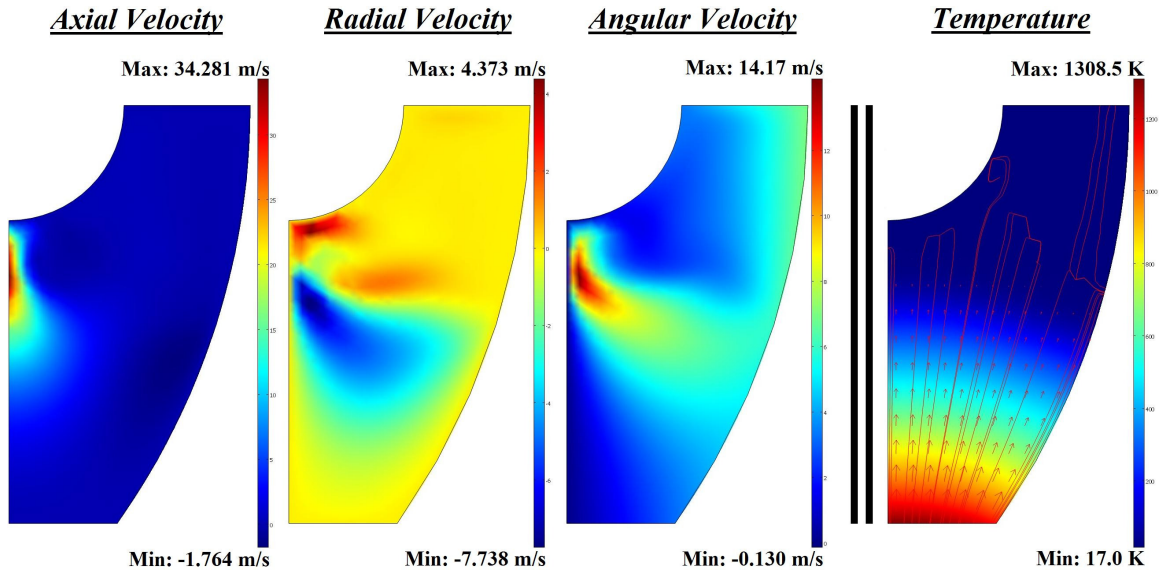 Axial Velocity
Radial Velocity
Angular Velocity
Temperature
Max: 34.281 m/s
Max: 4.373 m/s
Max: 14.17 m/s
Max: 1308.5 K
30
25
20
15
10
5
0
4
2
0
-2
-4
-6
12
10
8
6
4
2
0
1200
1000
800
600
400
200
Min: -1.764 m/s
Min: -7.738 m/s
Min: -0.130 m/s
Min: 17.0 K